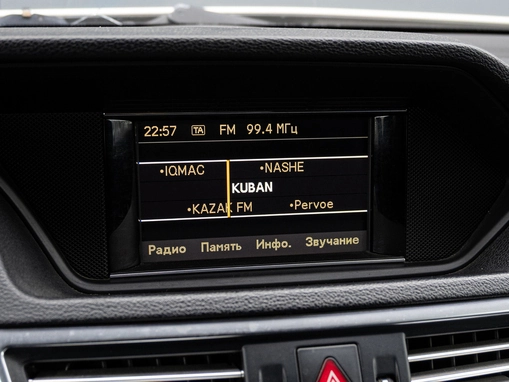 22:57 TA FM 99.4 МГц
•IQMAC •NASHE
KUBAN
•KAZAK FM •Pervoe
Радио Память Инфо. Звучание